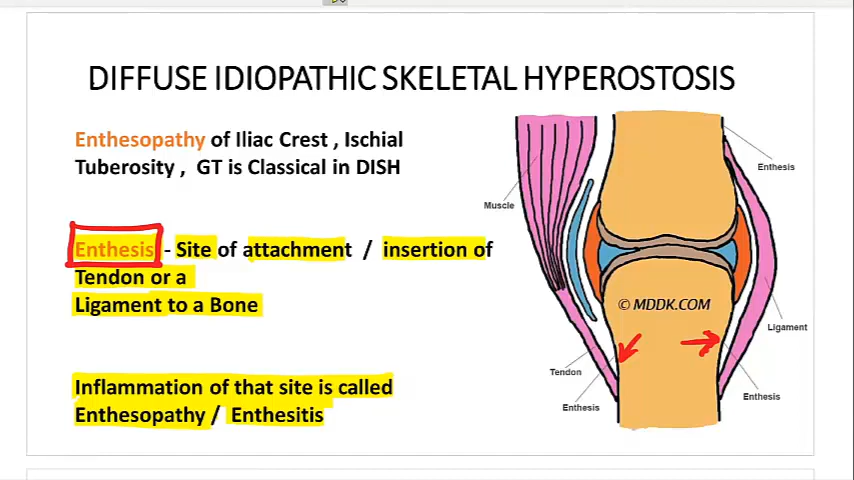 DIFFUSE IDIOPATHIC SKELETAL HYPEROSTOSIS
Enthesopathy of Iliac Crest , Ischial
Tuberosity , GT is Classical in DISH
Enthesis - Site of attachment / insertion of
Tendon or a
Ligament to a Bone
Inflammation of that site is called
Enthesopathy / Enthesitis
Enthesis
Muscle
© MDDK.COM
Ligament
Tendon
Enthesis
Enthesis